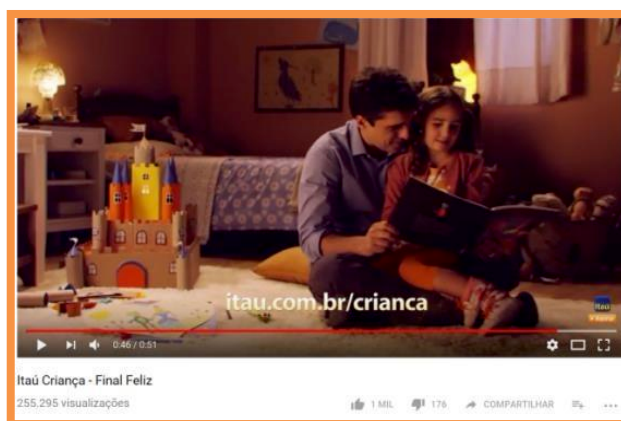 itau.com.br/crianca
Itaú
0:46 / 0:51
Itaú Criança - Final Feliz
255.295 visualizações
1 MIL
176
COMPARTILHAR